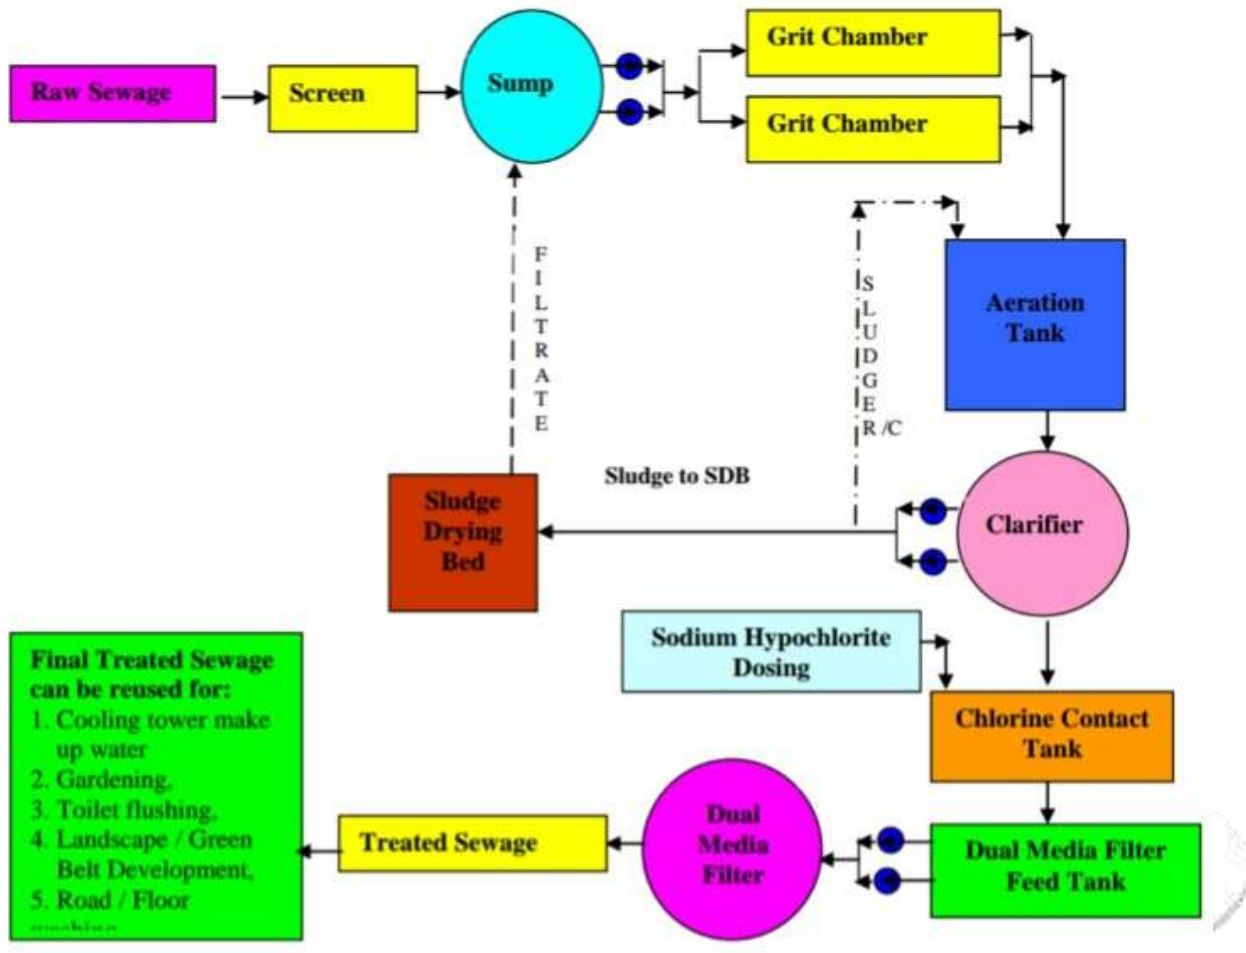 Grit Chamber
Raw Sewage
Screen
Sump
Grit Chamber
F
I
L
T
R
A
T
E
S
L
U
D
G
E
R /C
Aeration
Tank
Sludge to SDB
Sludge
Drying
Bed
Clarifier
Sodium Hypochlorite
Dosing
Chlorine Contact
Tank
Dual Media Filter
Feed Tank
Dual
Media
Filter
Treated Sewage
Final Treated Sewage
can be reused for:
1. Cooling tower make
up water
2. Gardening,
3. Toilet flushing,
4. Landscape / Green
Belt Development,
5. Road / Floor